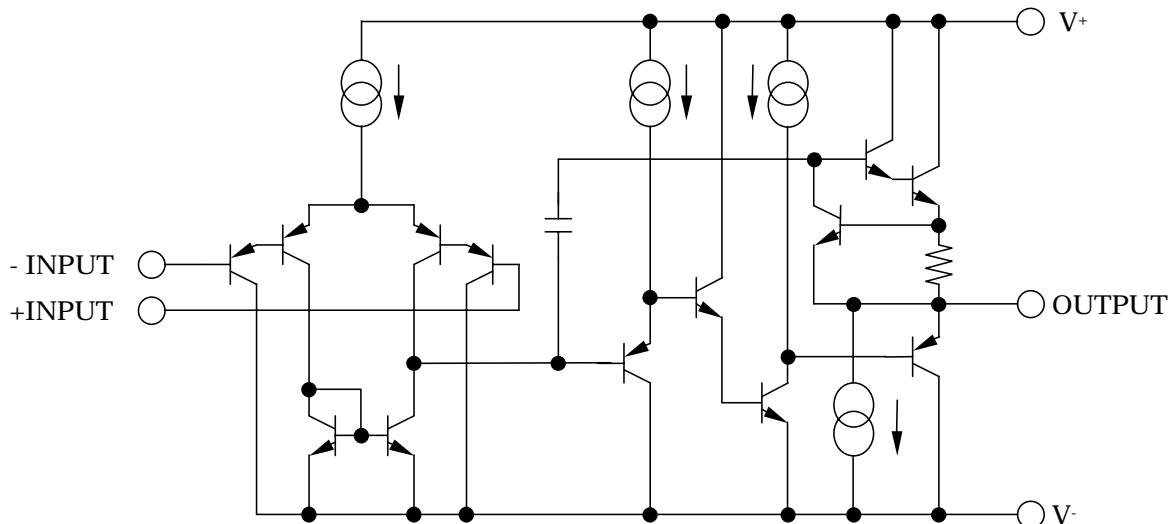 V+
- INPUT
+INPUT
OUTPUT
V-